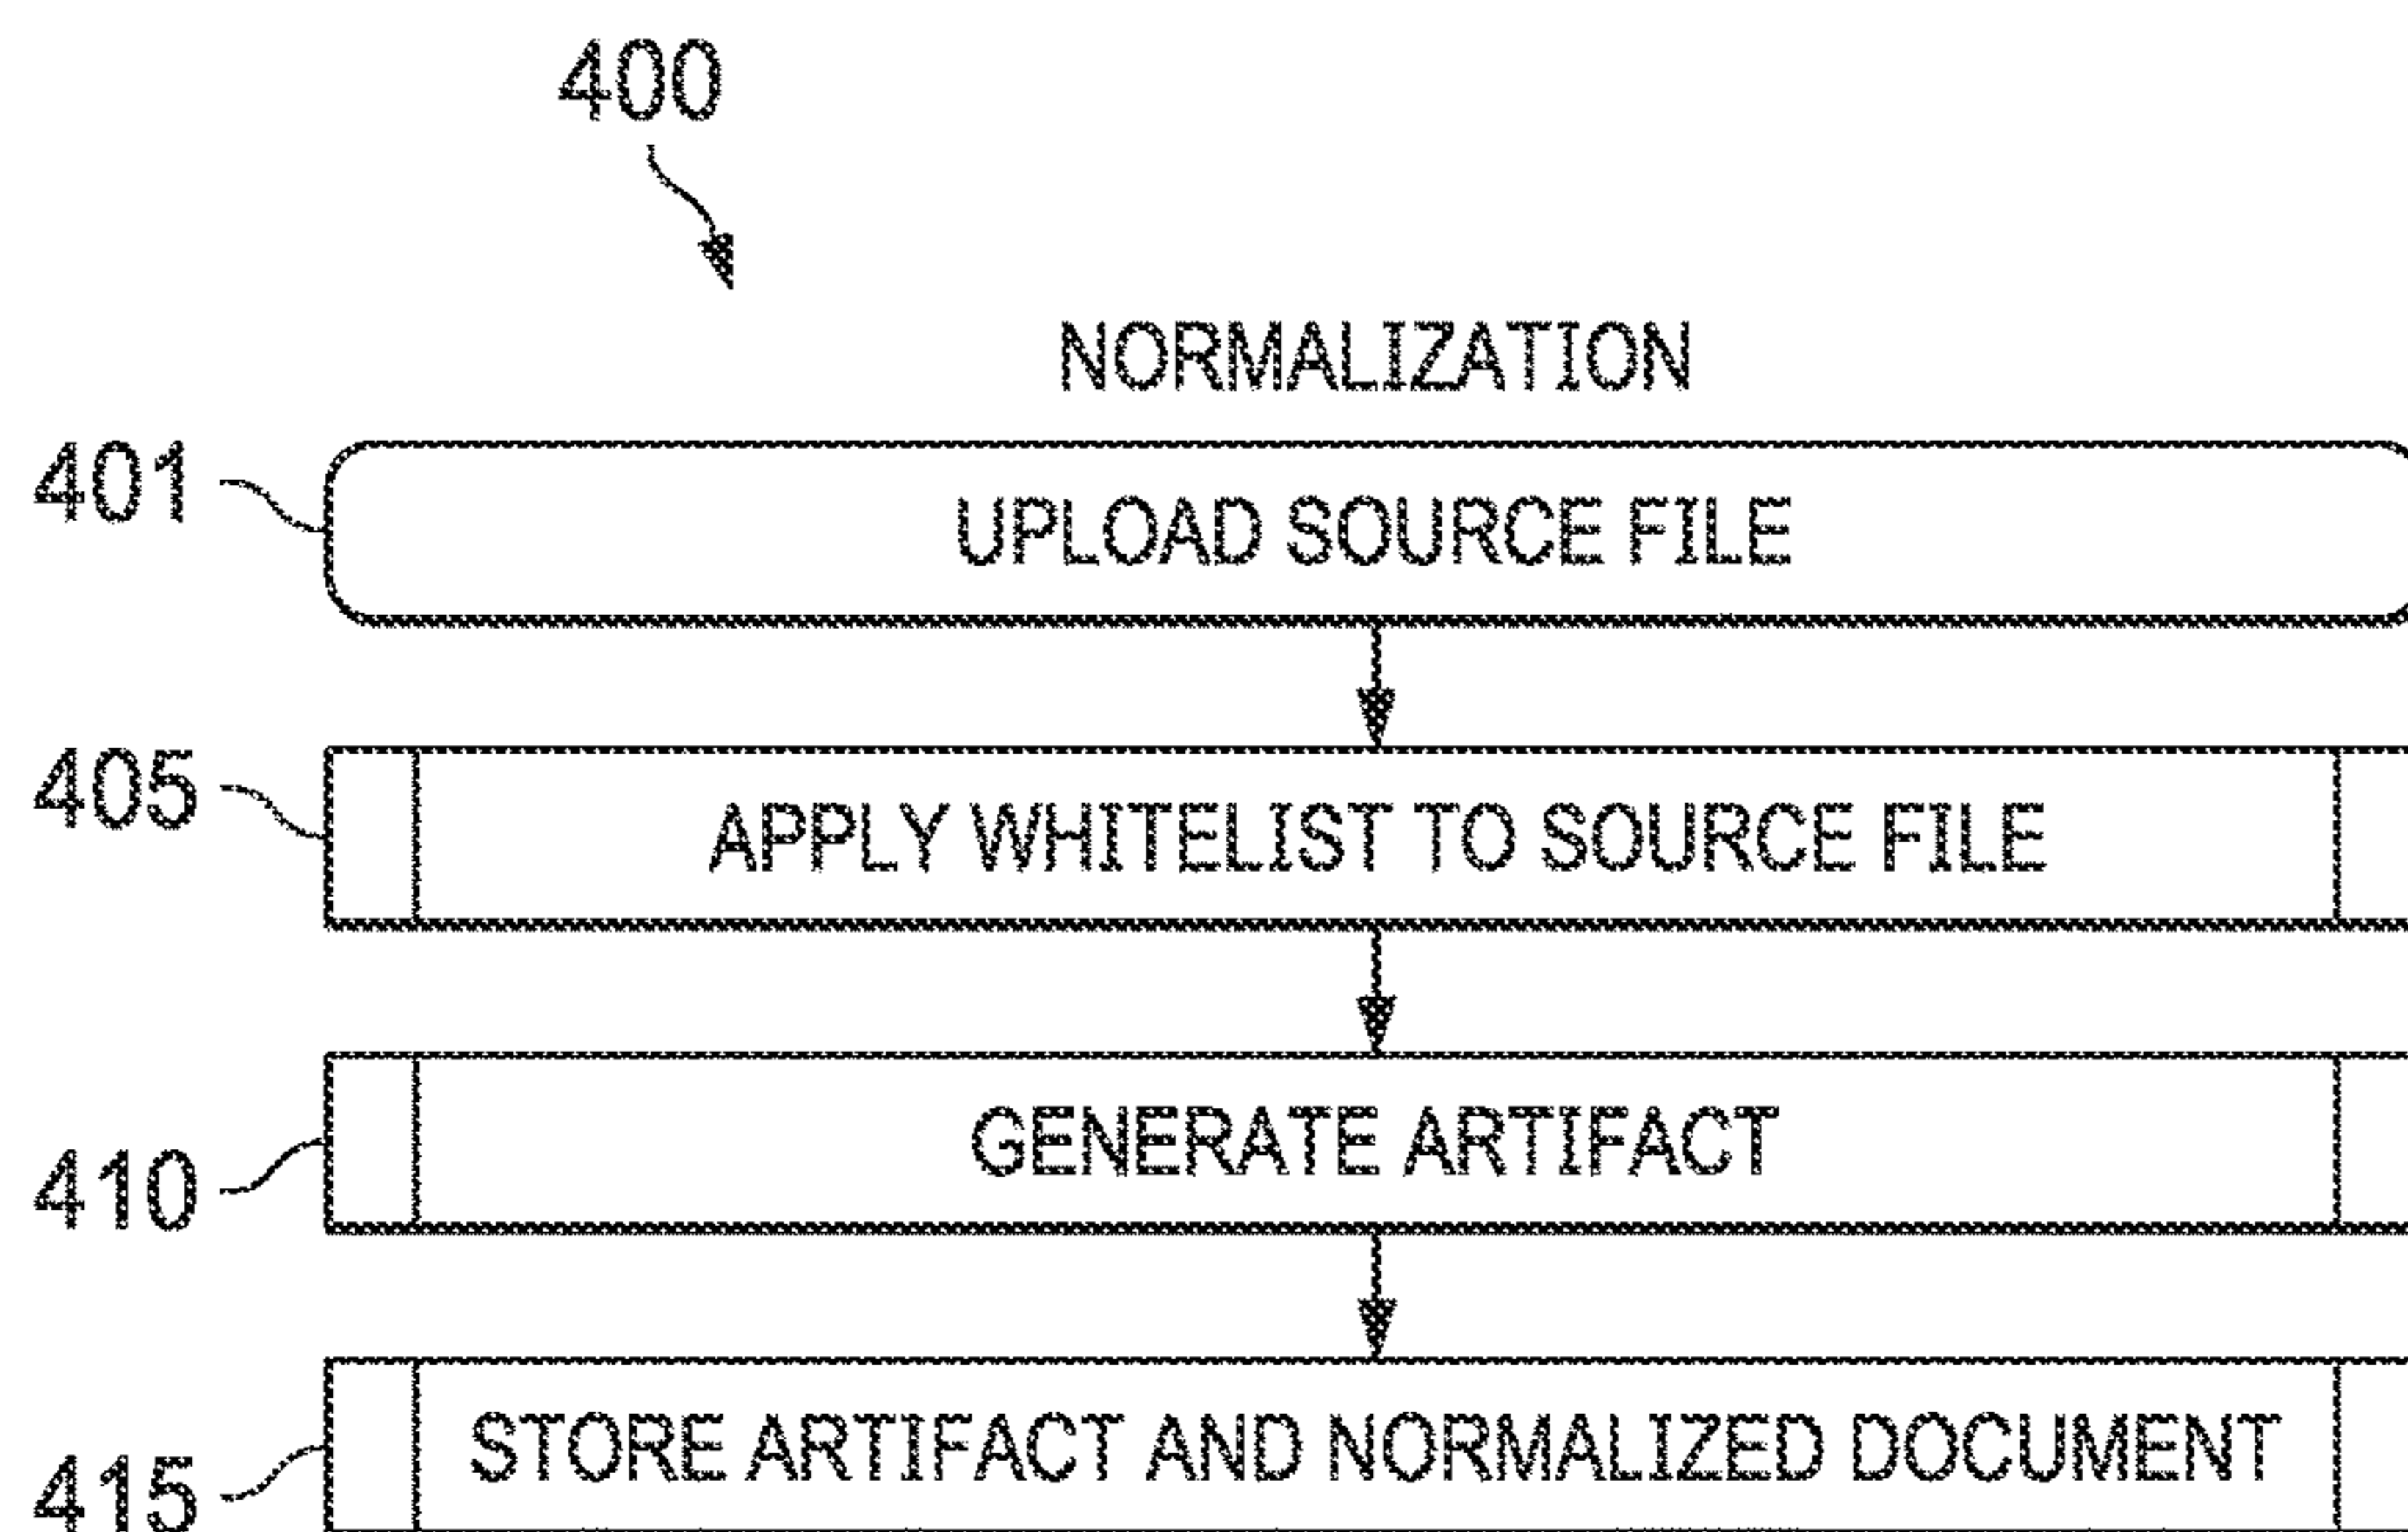 400
NORMALIZATION
401
UPLOAD SOURCE FILE
405
APPLY WHITELIST TO SOURCE FILE
410
GENERATE ARTIFACT
415
STORE ARTIFACT AND NORMALIZED DOCUMENT